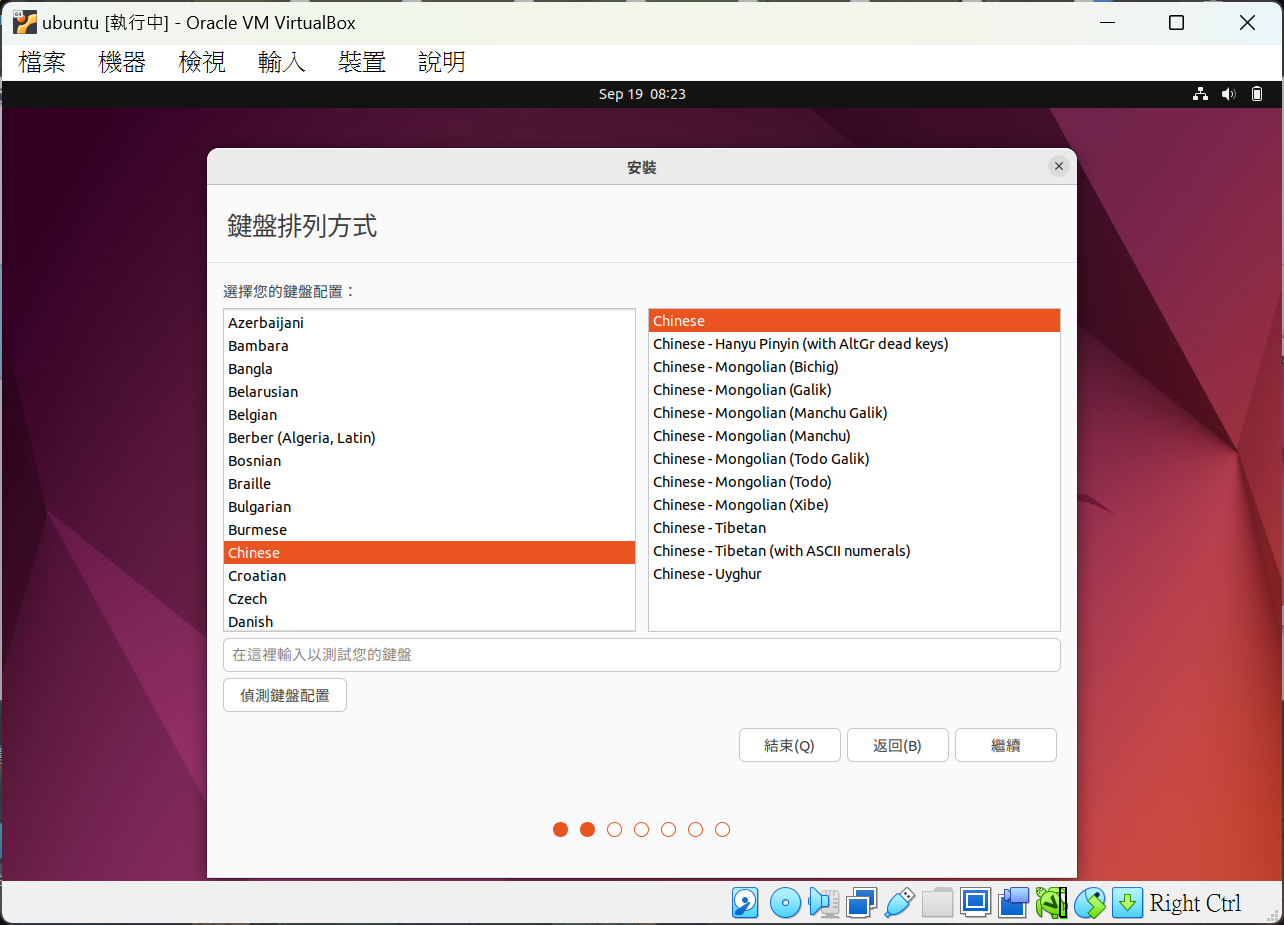 ubuntu [執行中] - Oracle VM VirtualBox
檔案 機器 檢視 輸入 裝置 說明
Sep 19 08:23
安裝
鍵盤排列方式
選擇您的鍵盤配置：
Azerbaijani
Bambara
Bangla
Belarusian
Belgian
Berber (Algeria, Latin)
Bosnian
Braille
Bulgarian
Burmese
Chinese
Croatian
Czech
Danish
Chinese
Chinese - Hanyu Pinyin (with AltGr dead keys)
Chinese - Mongolian (Bichig)
Chinese - Mongolian (Galik)
Chinese - Mongolian (Manchu Galik)
Chinese - Mongolian (Manchu)
Chinese - Mongolian (Todo Galik)
Chinese - Mongolian (Todo)
Chinese - Mongolian (Xibe)
Chinese - Tibetan
Chinese - Tibetan (with ASCII numerals)
Chinese - Uyghur
在這裡輸入以測試您的鍵盤
偵測鍵盤配置
結束(Q) 返回(B) 繼續
Right Ctrl